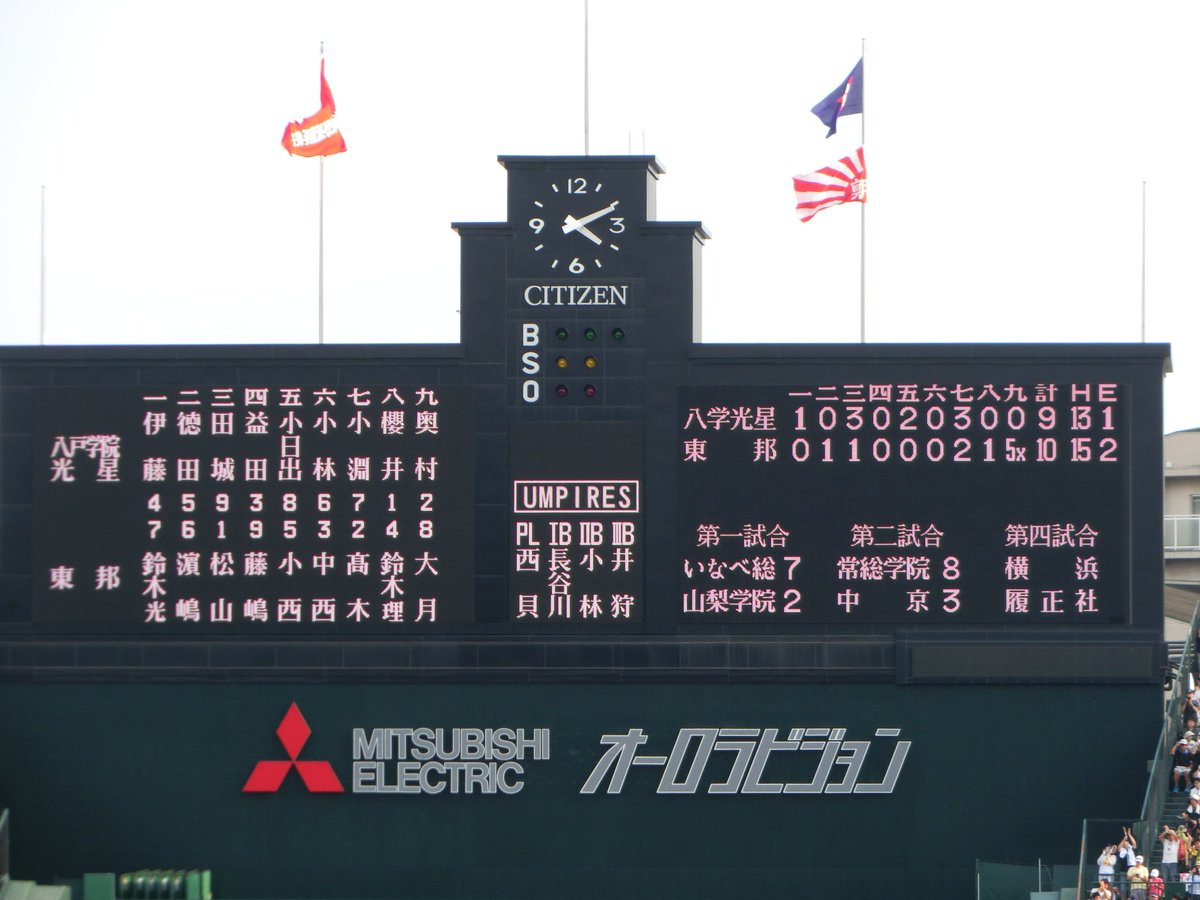 12
9 3
6
CITIZEN
B
S
O
一 二 三 四 五 六 七 八 九
八戸学院光星
伊藤 徳田 田城 益田 小日出 小林 小淵 櫻井 奥村
4 5 9 3 8 6 7 1 2
7 6 1 9 5 3 2 4 8
東邦
鈴木光 濵嶋 松山 藤嶋 小西 中西 髙木 鈴木理 大月
UMPIRES
PL IB ⅡB ⅢB
西貝 長谷川 小林 井狩
一 二 三 四 五 六 七 八 九 計 H E
八学光星 1 0 3 0 2 0 3 0 0 9 13 1
東邦 0 1 1 0 0 0 2 1 5x 10 15 2
第一試合 第二試合 第四試合
いなべ総 7 常総学院 8 横浜
山梨学院 2 中京 3 履正社
MITSUBISHI
ELECTRIC
オーロラビジョン